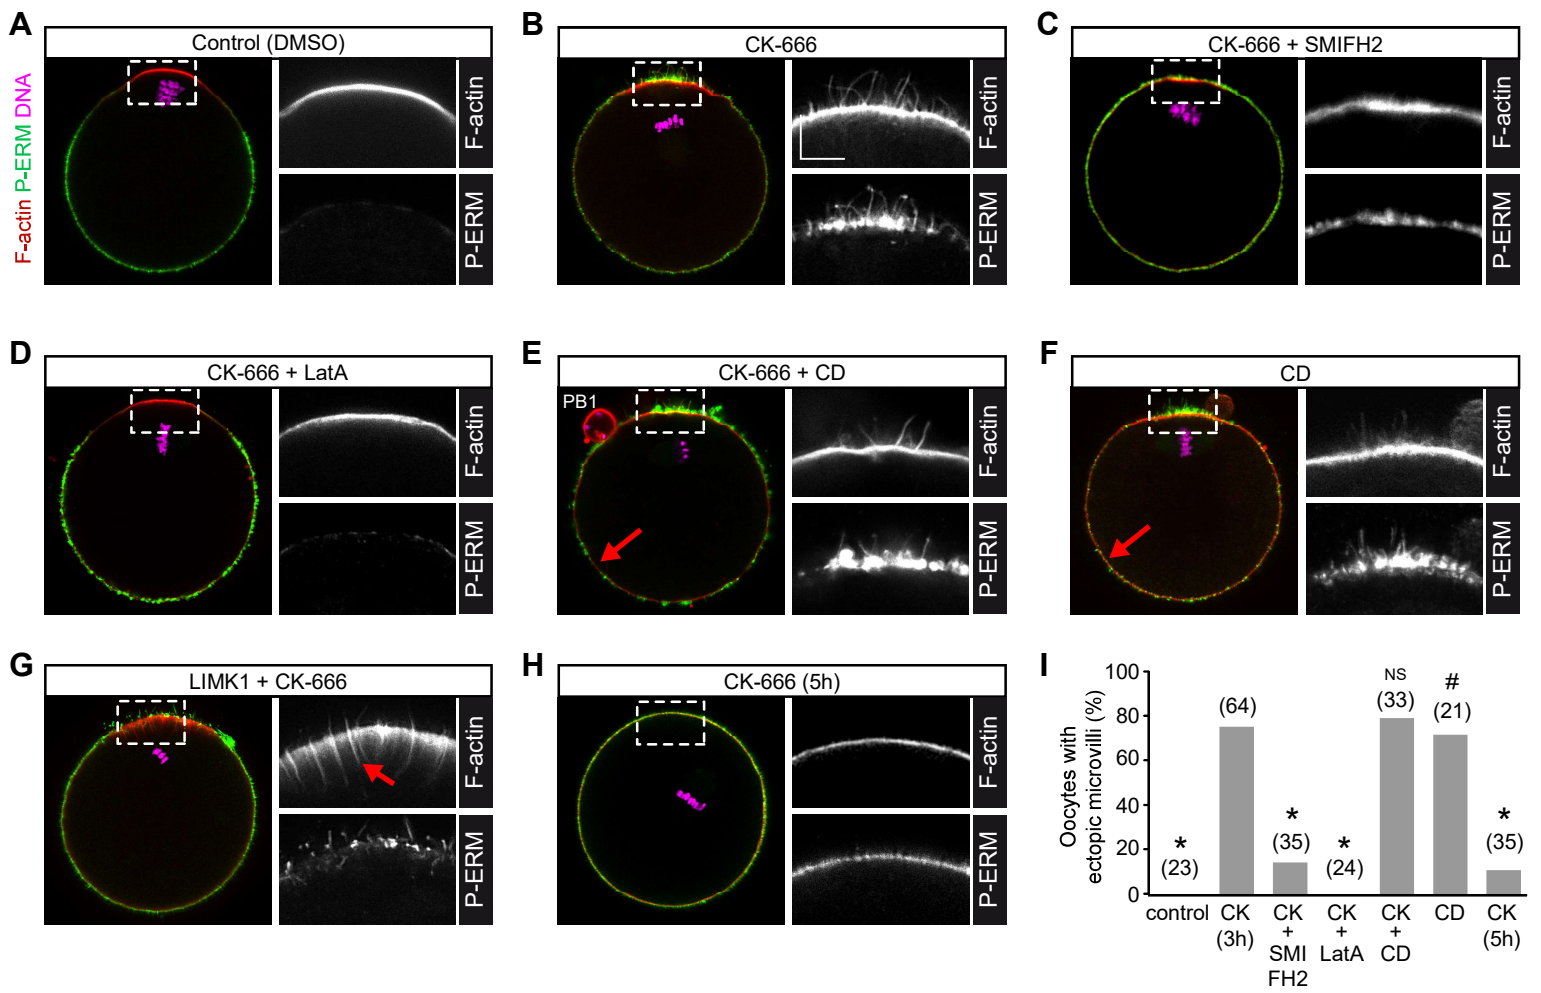 A
Control (DMSO)
F-actin P-ERM DNA
F-actin
P-ERM
B
CK-666
F-actin
P-ERM
C
CK-666 + SMIFH2
F-actin
P-ERM
D
CK-666 + LatA
F-actin
P-ERM
E
CK-666 + CD
PB1
F-actin
P-ERM
F
CD
F-actin
P-ERM
G
LIMK1 + CK-666
F-actin
P-ERM
H
CK-666 (5h)
F-actin
P-ERM
I
Oocytes with
ectopic microvilli (%)
100
80
60
40
20
0
*
(23)
(64)
*
(35)
*
(24)
NS
(33)
#
(21)
*
(35)
control
CK
(3h)
CK
+
SMI
FH2
CK
+
LatA
CK
+
CD
CD
CK
(5h)